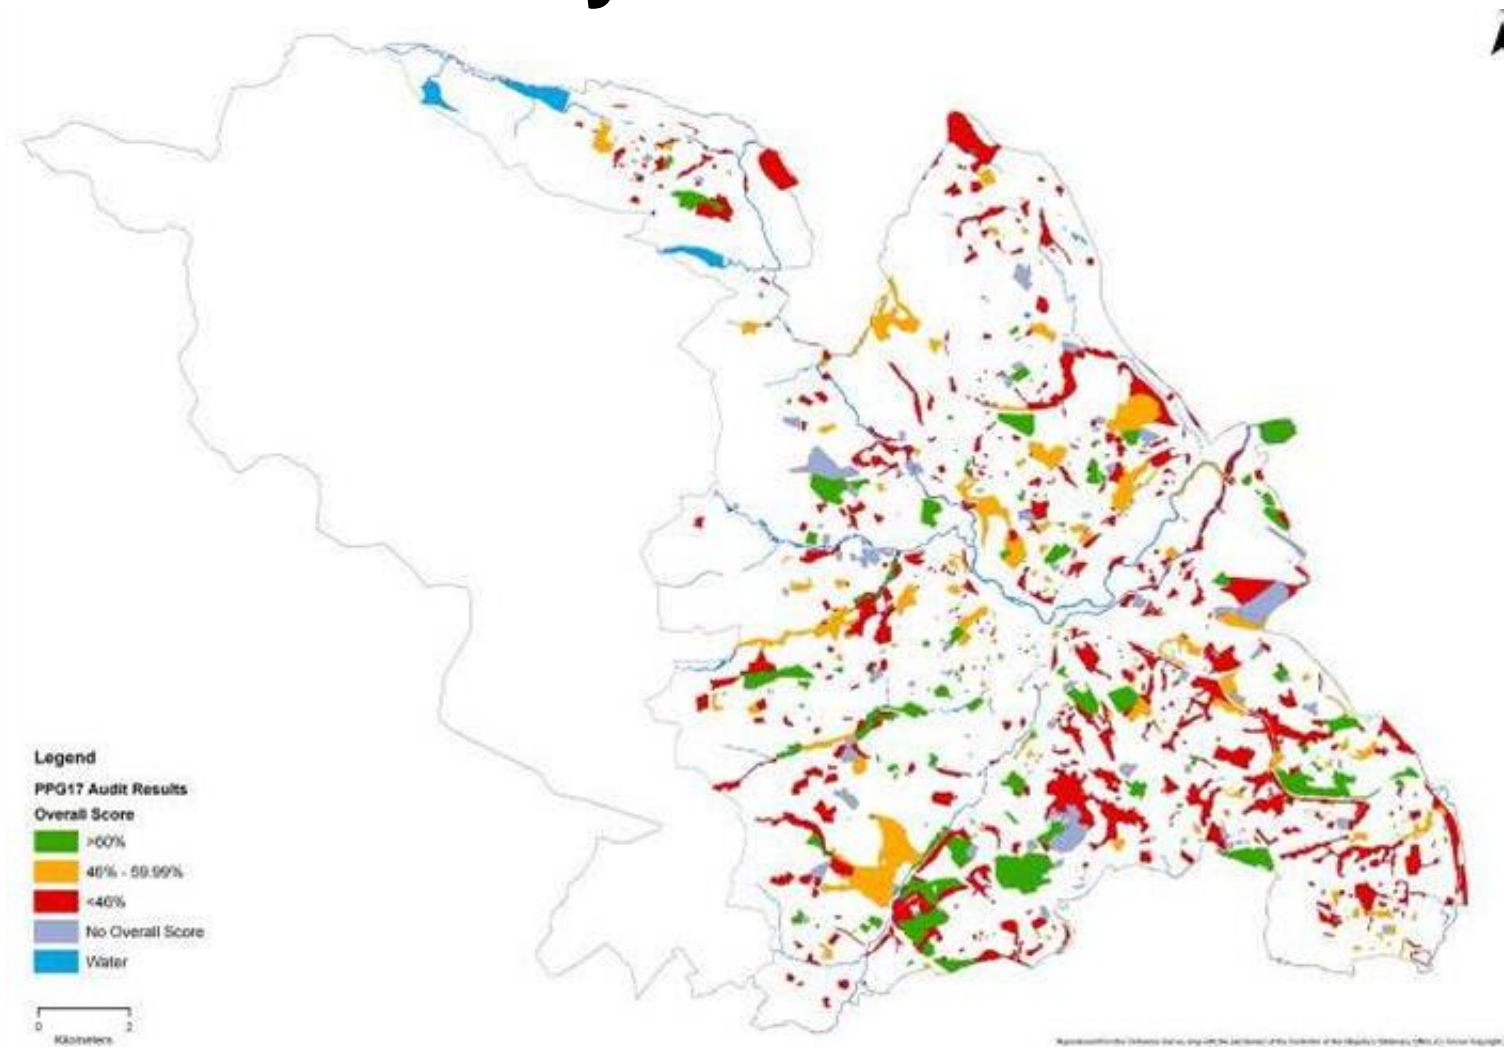 Legend
PPG17 Audit Results
Overall Score
>60%
46% - 59.99%
<46%
No Overall Score
Water
0 2
Kilometers